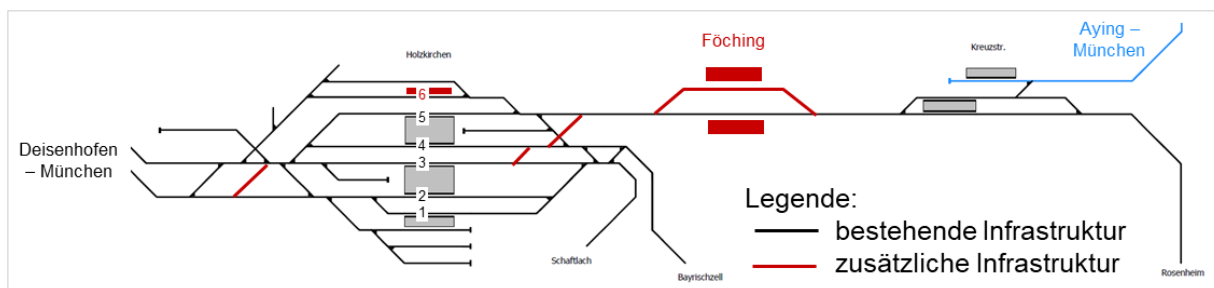 Holzkirchen
Föching
Kreuzstr.
Aying –
München
6
5
4
3
2
1
Deisenhofen
– München
Schaftlach
Bayrischzell
Rosenheim
Legende:
bestehende Infrastruktur
zusätzliche Infrastruktur